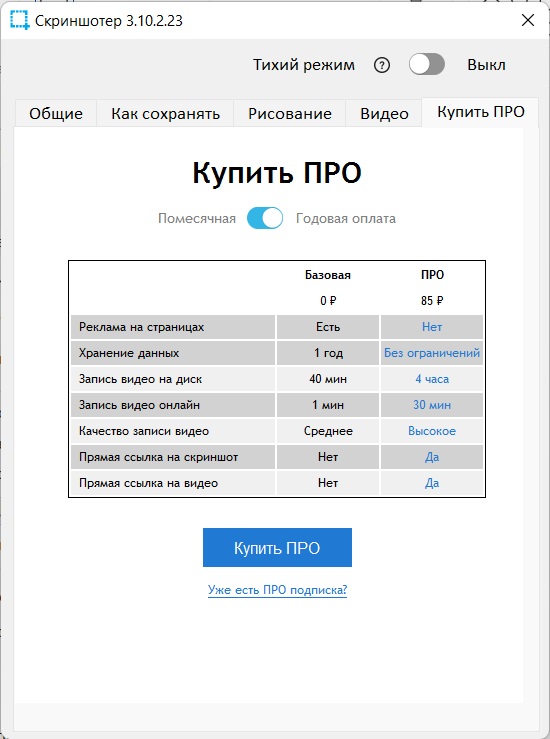 Скриншотер 3.10.2.23
Тихий режим ? Выкл
Общие Как сохранять Рисование Видео Купить ПРО
Купить ПРО
Помесячная Годовая оплата
Базовая ПРО
0 ₽ 85 ₽
Реклама на страницах Есть Нет
Хранение данных 1 год Без ограничений
Запись видео на диск 40 мин 4 часа
Запись видео онлайн 1 мин 30 мин
Качество записи видео Среднее Высокое
Прямая ссылка на скриншот Нет Да
Прямая ссылка на видео Нет Да
Купить ПРО
Уже есть ПРО подписка?